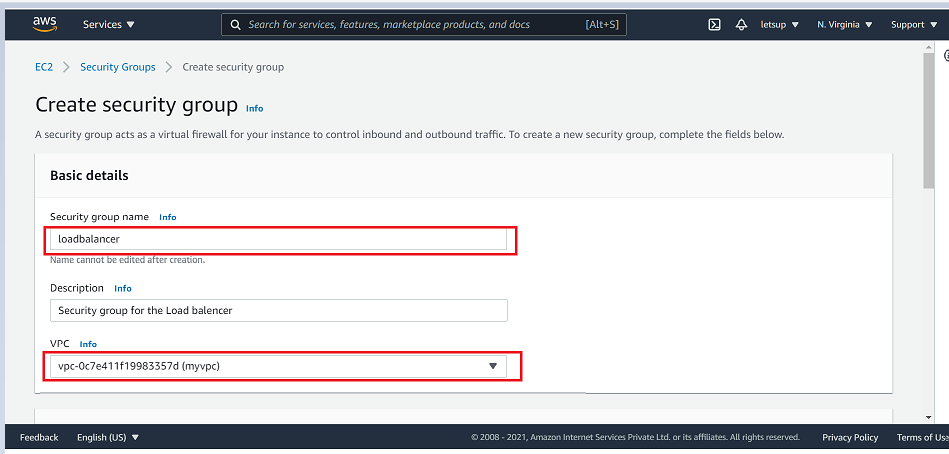 aws Services ▼ Search for services, features, marketplace products, and docs [Alt+S] letsup ▼ N. Virginia ▼ Support ▼
EC2 > Security Groups > Create security group
Create security group Info
A security group acts as a virtual firewall for your instance to control inbound and outbound traffic. To create a new security group, complete the fields below.
Basic details
Security group name Info
loadbalancer
Name cannot be edited after creation.
Description Info
Security group for the Load balencer
VPC Info
vpc-0c7e411f19983357d (myvpc) ▼
Feedback English (US) ▼ © 2008 - 2021, Amazon Internet Services Private Ltd. or its affiliates. All rights reserved. Privacy Policy Terms of Use